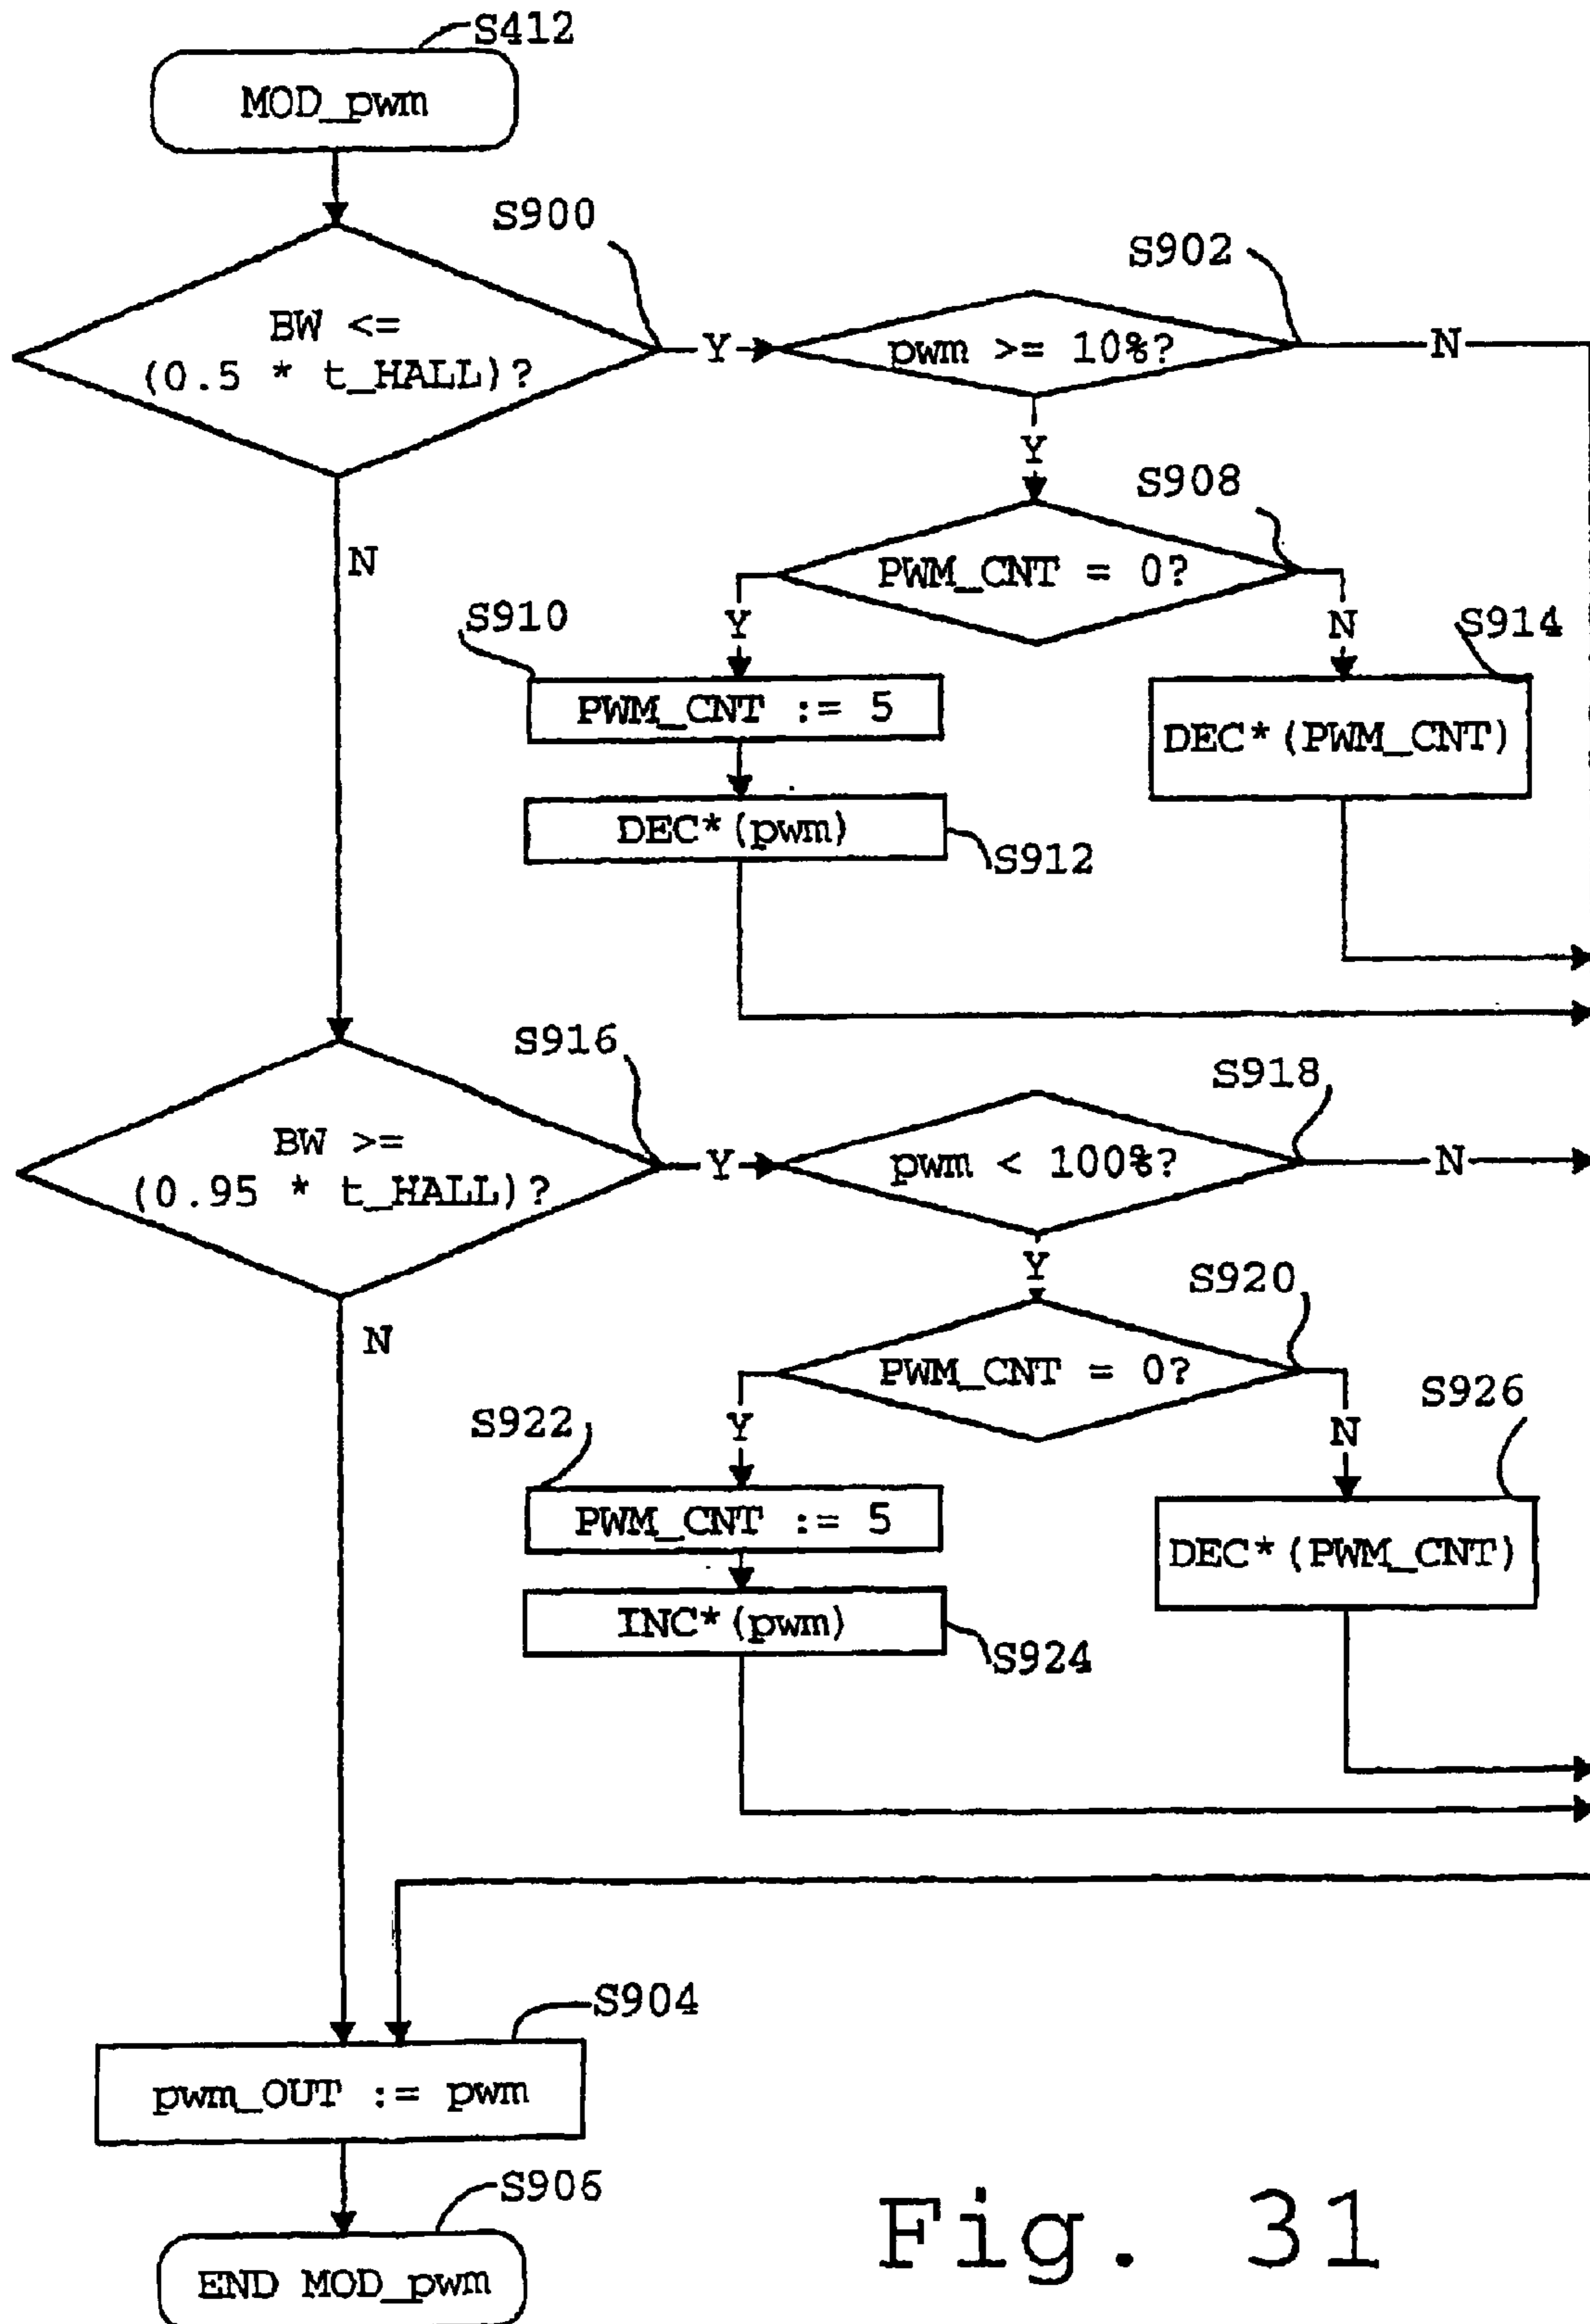 S412
MOD_pwm
S900
BW <=
(0.5 * t_HALL)?
Y
S902
pwm >= 10%?
N
Y
N
S908
PWM_CNT = 0?
S910
Y
N
S914
PWM_CNT := 5
DEC*(PWM_CNT)
DEC*(pwm)
S912
S916
BW >=
(0.95 * t_HALL)?
Y
S918
pwm < 100%?
N
Y
N
S920
PWM_CNT = 0?
S922
Y
N
S926
PWM_CNT := 5
DEC*(PWM_CNT)
INC*(pwm)
S924
S904
pwm_OUT := pwm
S906
END MOD_pwm
Fig. 31